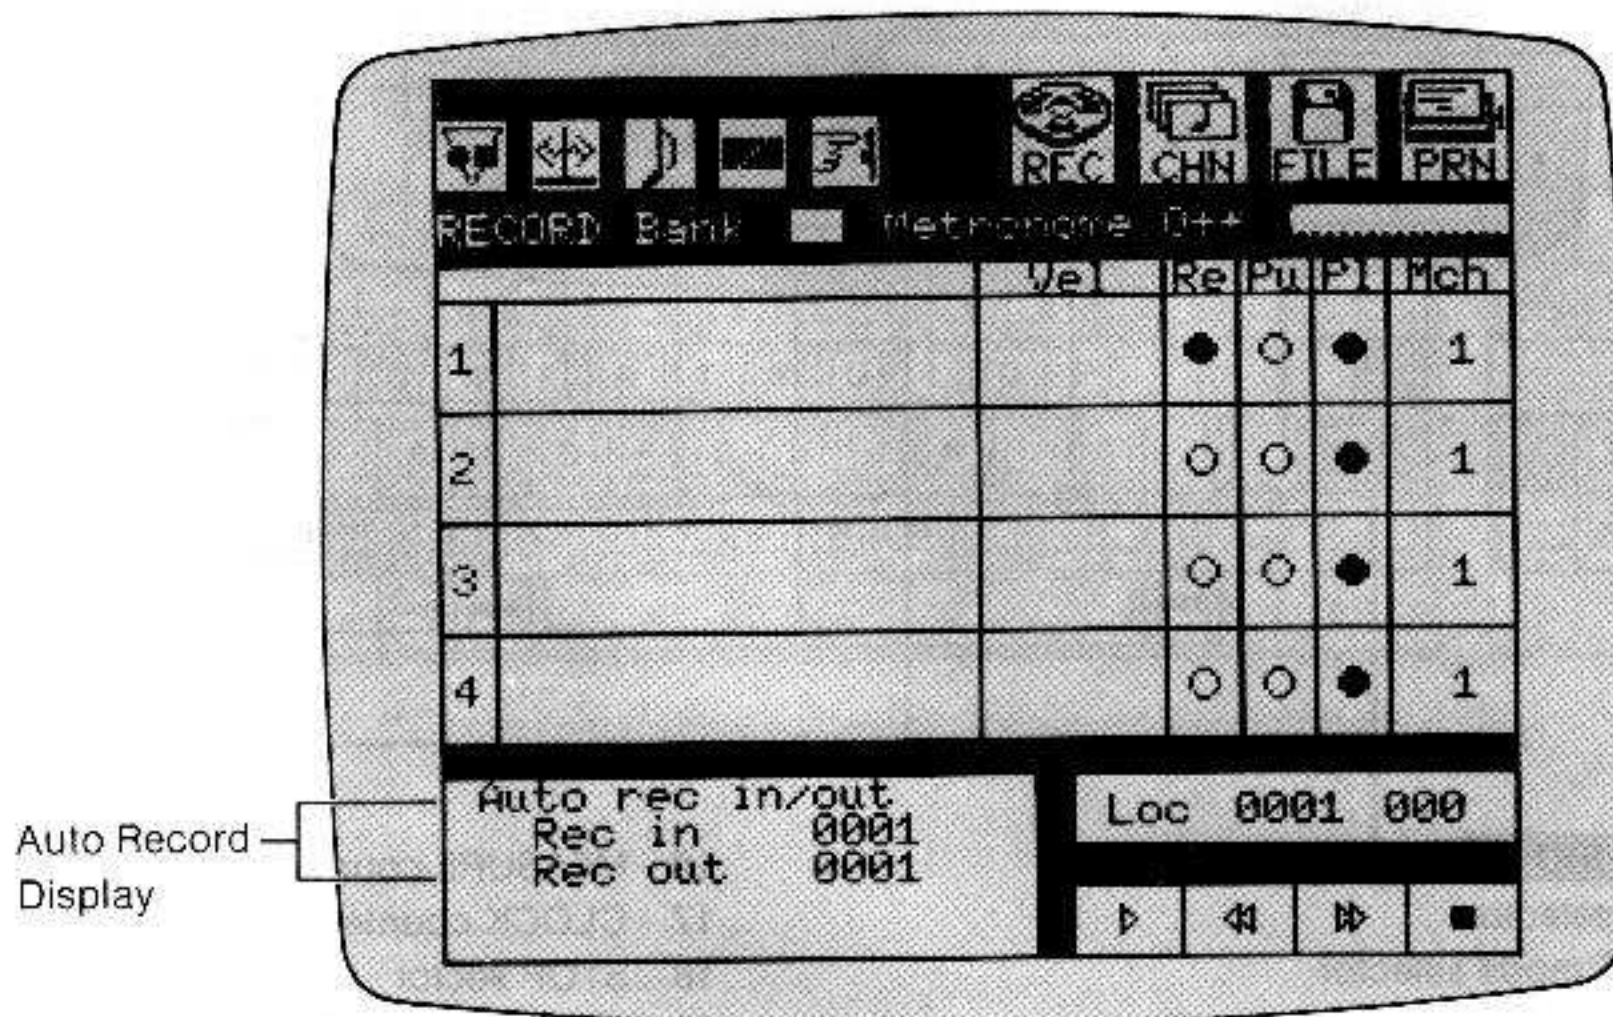 REC CHN FILE PRN
RECORD Bank Metronome Off
Vel Re Pu Pl Mch
1 1
2 1
3 1
4 1
Auto rec in/out
Rec in 0001
Rec out 0001
Loc 0001 000
Auto Record
Display